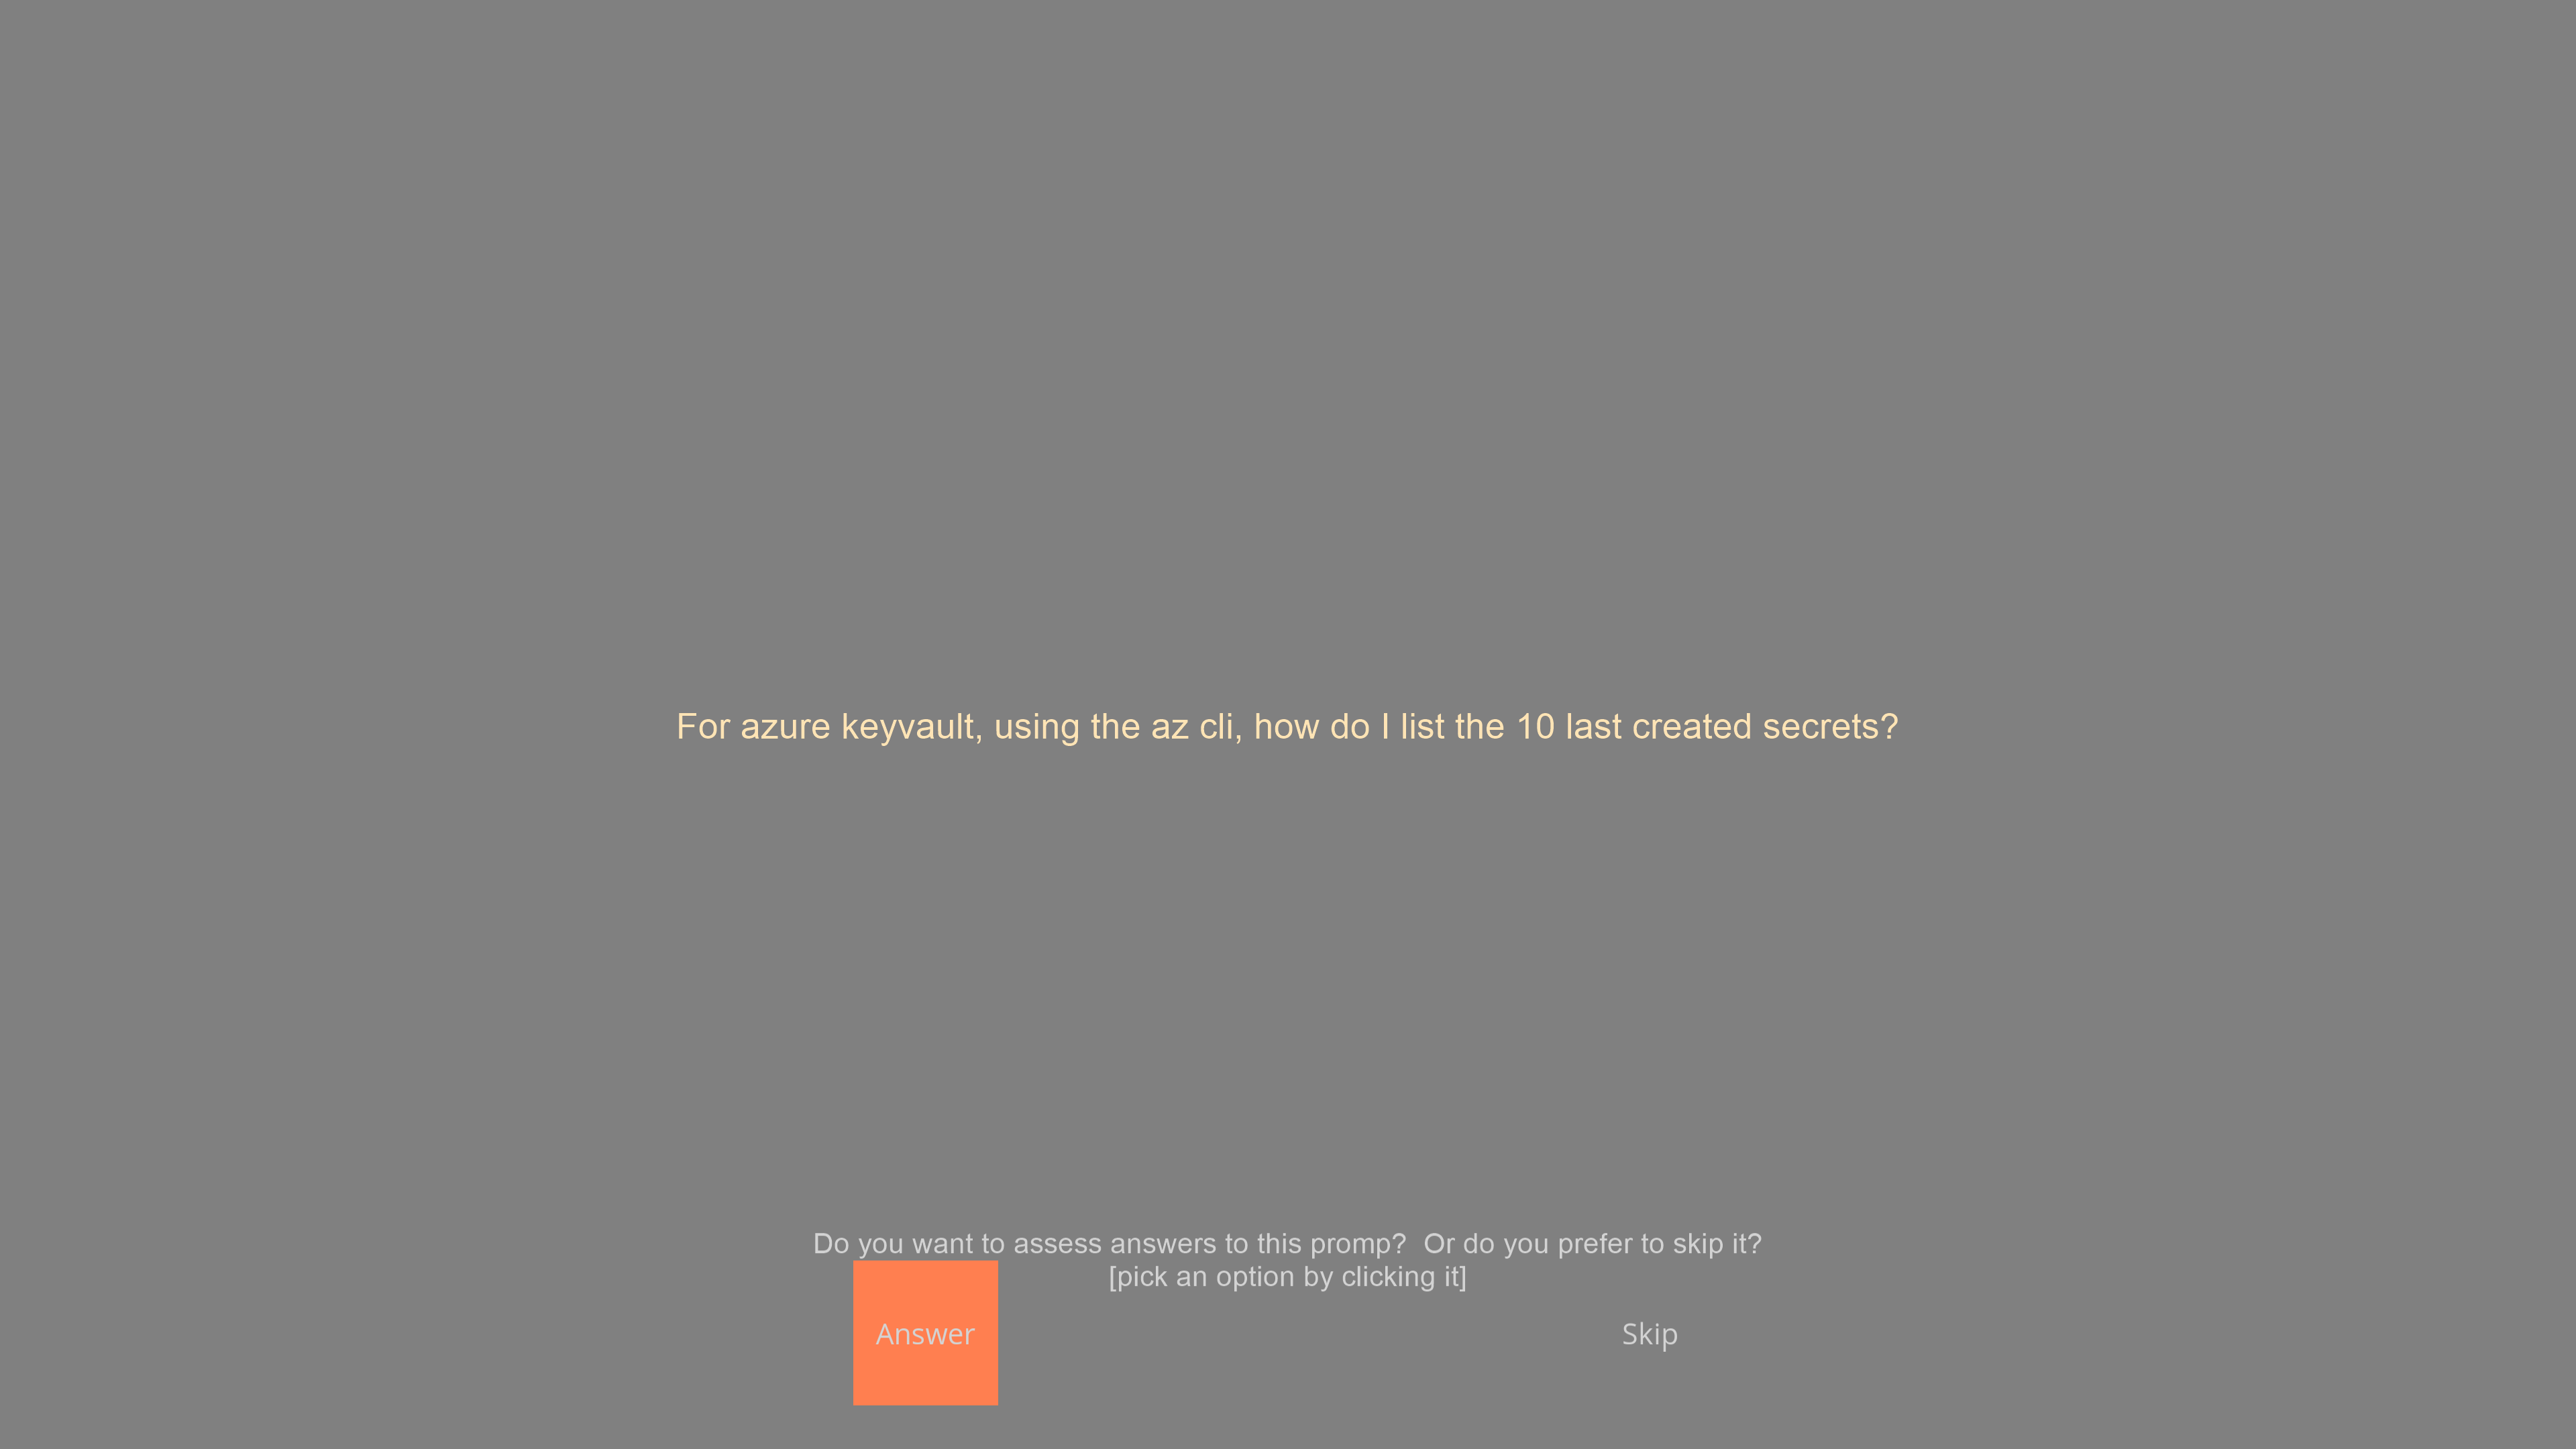 For azure keyvault, using the az cli, how do I list the 10 last created secrets?
Do you want to assess answers to this promp?  Or do you prefer to skip it?
[pick an option by clicking it]
Answer
Skip